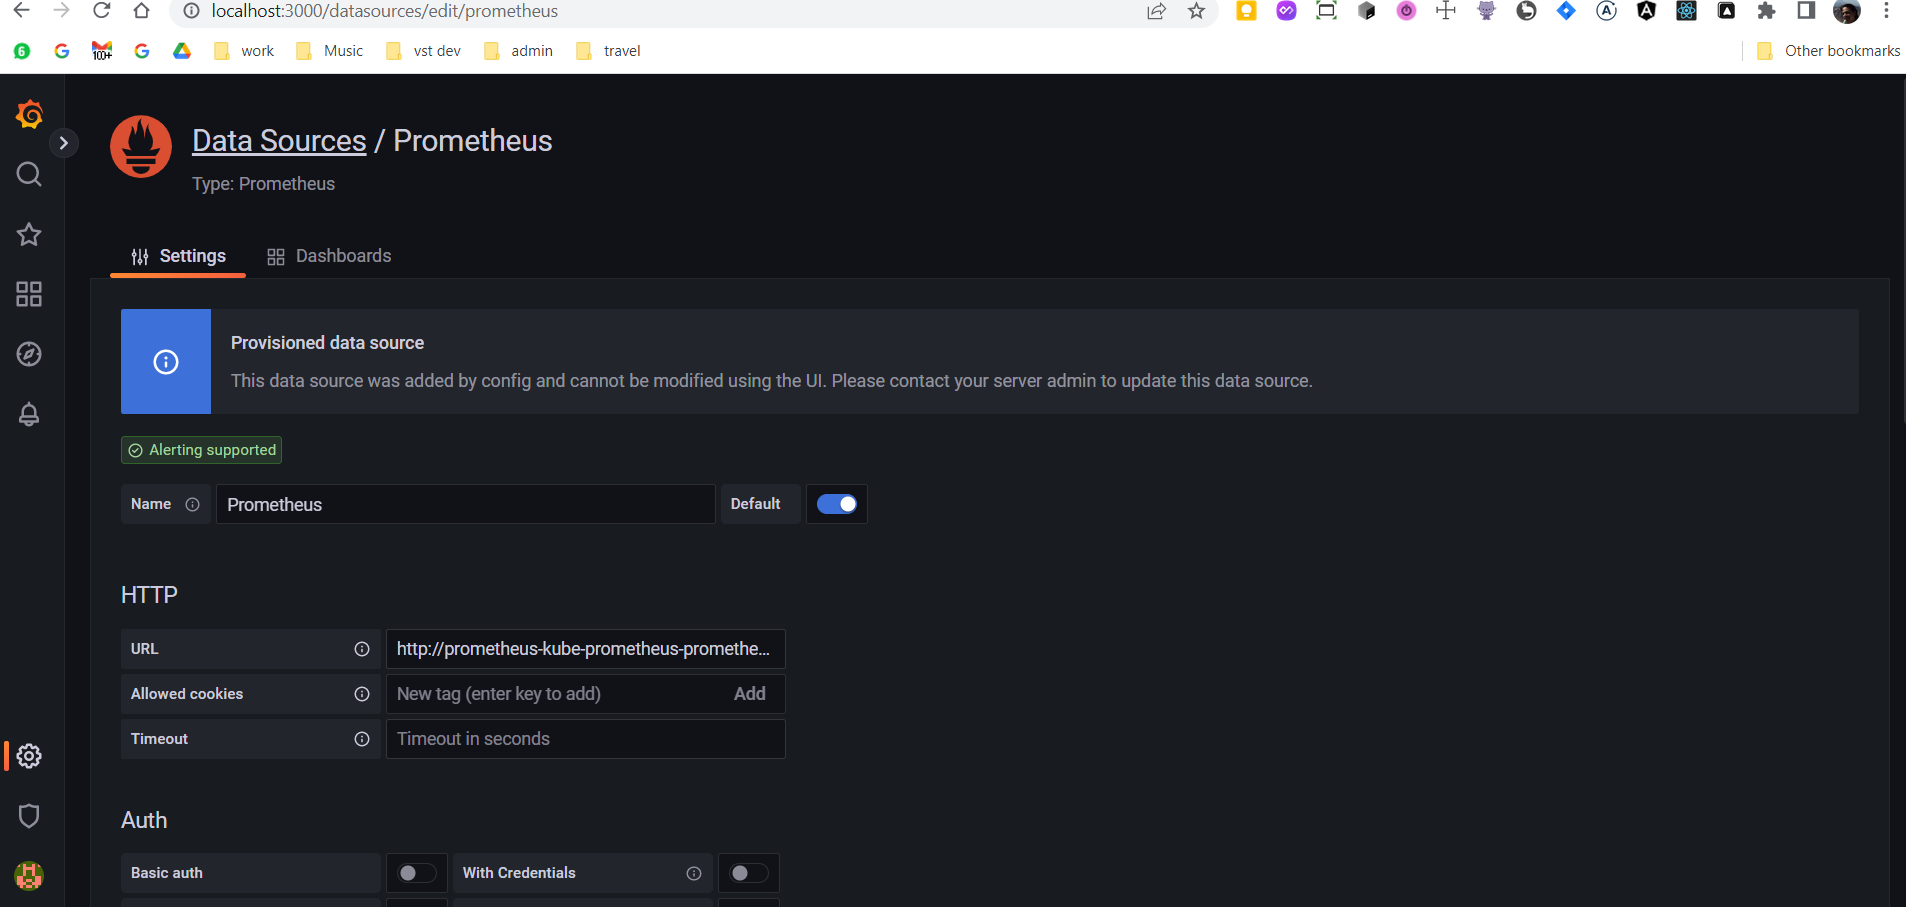 localhost:3000/datasources/edit/prometheus
6
100+
work
Music
vst dev
admin
travel
Other bookmarks
Data Sources / Prometheus
Type: Prometheus
Settings
Dashboards
Provisioned data source
This data source was added by config and cannot be modified using the UI. Please contact your server admin to update this data source.
Alerting supported
Name
Prometheus
Default
HTTP
URL
http://prometheus-kube-prometheus-promethe...
Allowed cookies
New tag (enter key to add)
Add
Timeout
Timeout in seconds
Auth
Basic auth
With Credentials